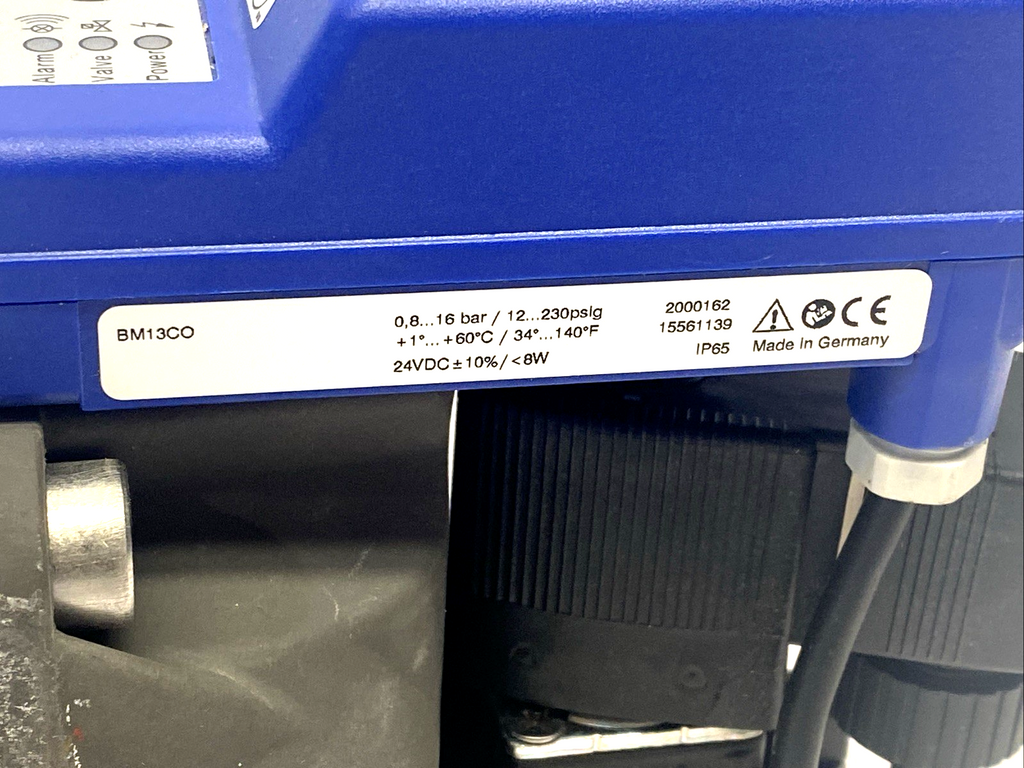 Alarm
Valve
Power
BM13CO
0,8...16 bar / 12...230psig
+1°...+60°C / 34°...140°F
24VDC ± 10% / <8W
2000162
15561139
IP65
CE
Made In Germany